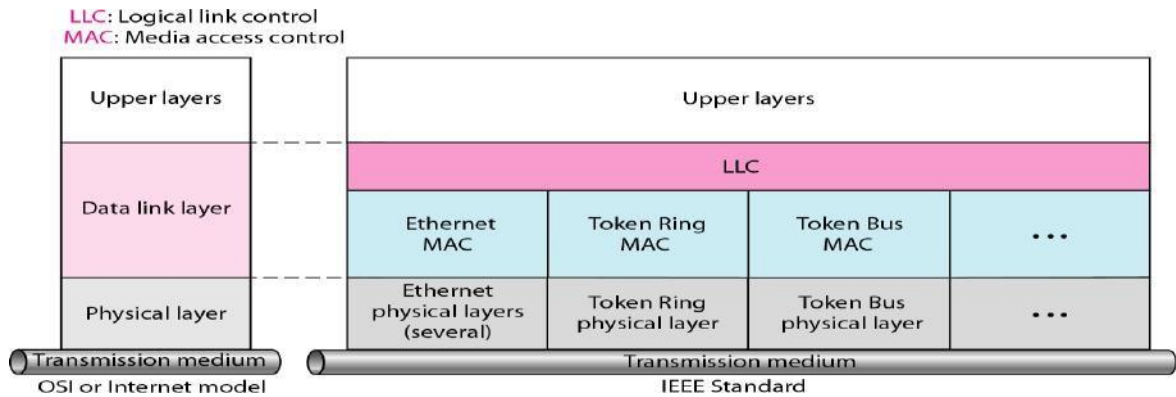 LLC: Logical link control
MAC: Media access control
Upper layers
Data link layer
Physical layer
Transmission medium
OSI or Internet model
Upper layers
LLC
Ethernet
MAC
Token Ring
MAC
Token Bus
MAC
•••
Ethernet
physical layers
(several)
Token Ring
physical layer
Token Bus
physical layer
•••
Transmission medium
IEEE Standard